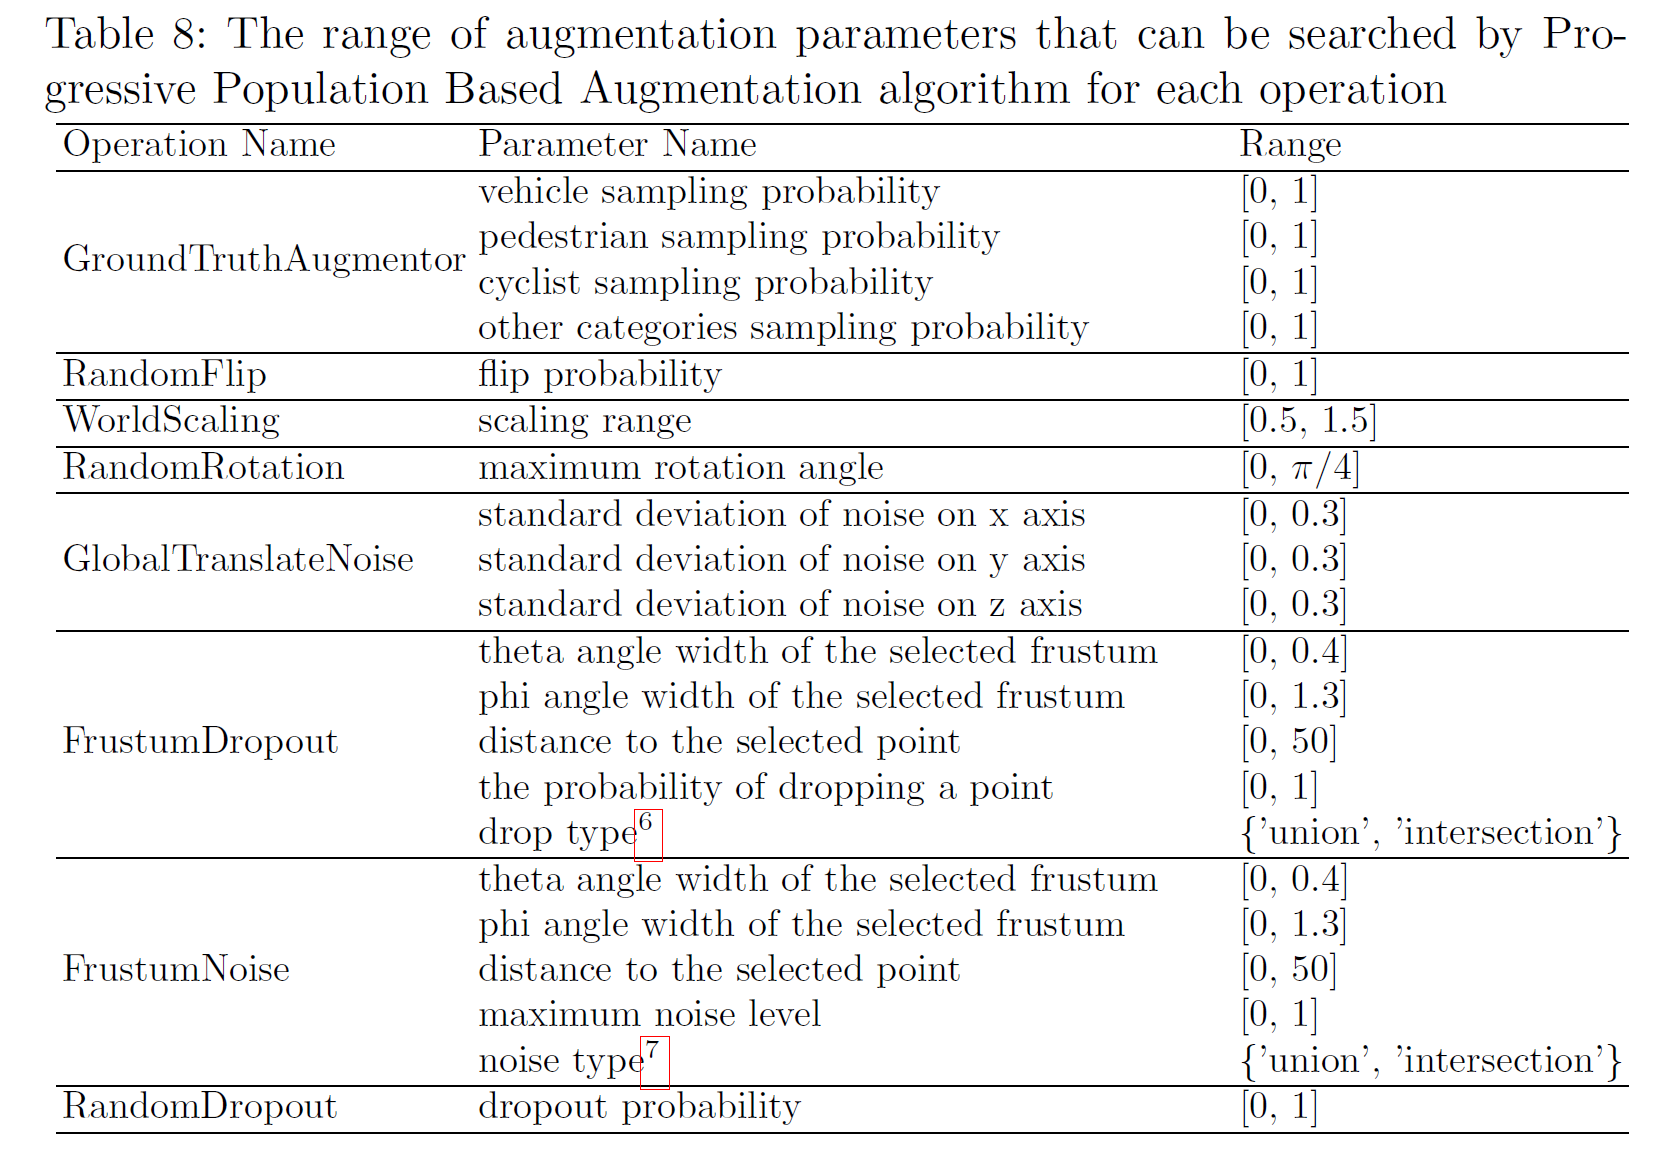 Table 8: The range of augmentation parameters that can be searched by Pro-
gressive Population Based Augmentation algorithm for each operation
Operation Name Parameter Name Range
GroundTruthAugmentor
vehicle sampling probability [0, 1]
pedestrian sampling probability [0, 1]
cyclist sampling probability [0, 1]
other categories sampling probability [0, 1]
RandomFlip flip probability [0, 1]
WorldScaling scaling range [0.5, 1.5]
RandomRotation maximum rotation angle [0, π/4]
GlobalTranslateNoise
standard deviation of noise on x axis [0, 0.3]
standard deviation of noise on y axis [0, 0.3]
standard deviation of noise on z axis [0, 0.3]
FrustumDropout
theta angle width of the selected frustum [0, 0.4]
phi angle width of the selected frustum [0, 1.3]
distance to the selected point [0, 50]
the probability of dropping a point [0, 1]
drop type⁶ {’union’, ’intersection’}
FrustumNoise
theta angle width of the selected frustum [0, 0.4]
phi angle width of the selected frustum [0, 1.3]
distance to the selected point [0, 50]
maximum noise level [0, 1]
noise type⁷ {’union’, ’intersection’}
RandomDropout dropout probability [0, 1]